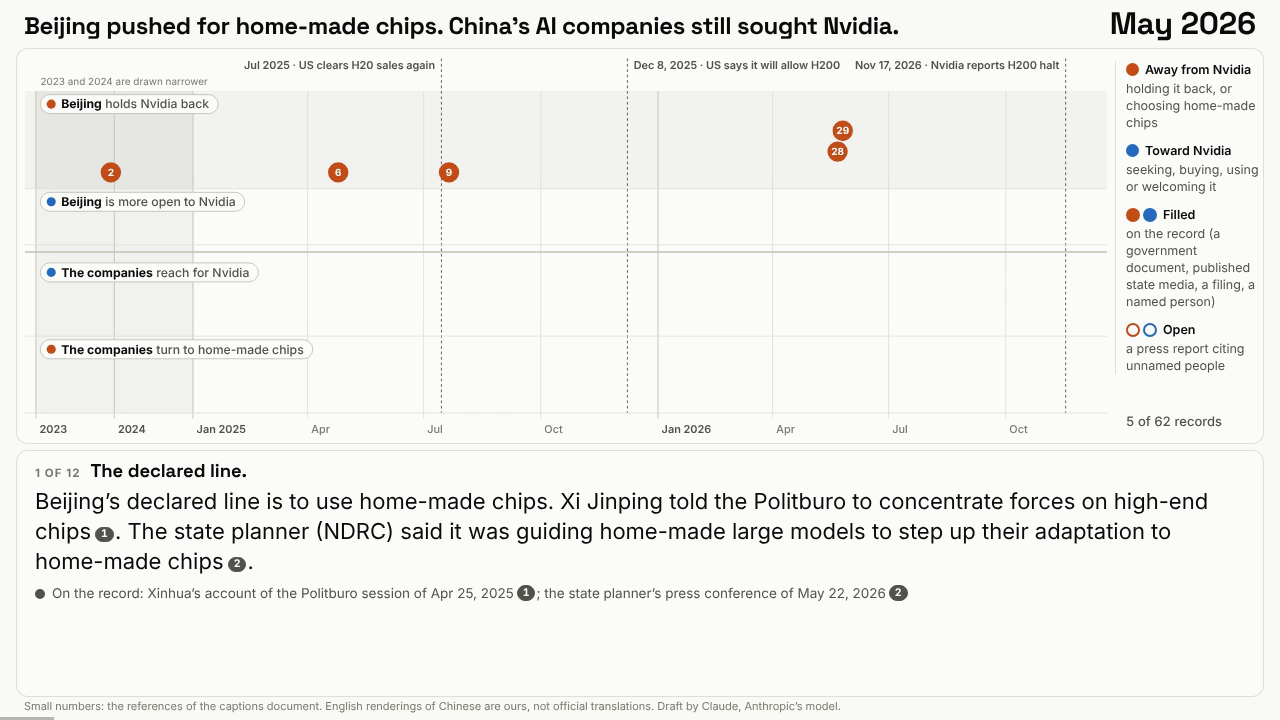 Beijing pushed for home-made chips. China's AI companies still sought Nvidia.
May 2026
Jul 2025 · US clears H20 sales again
Dec 8, 2025 · US says it will allow H200
Nov 17, 2026 · Nvidia reports H200 halt
2023 and 2024 are drawn narrower
Beijing holds Nvidia back
29
28
2
6
9
Beijing is more open to Nvidia
The companies reach for Nvidia
The companies turn to home-made chips
2023
2024
Jan 2025
Apr
Jul
Oct
Jan 2026
Apr
Jul
Oct
Away from Nvidia
holding it back, or
choosing home-made
chips
Toward Nvidia
seeking, buying, using
or welcoming it
Filled
on the record (a
government
document, published
state media, a filing, a
named person)
Open
a press report citing
unnamed people
5 of 62 records
1 OF 12 The declared line.
Beijing's declared line is to use home-made chips. Xi Jinping told the Politburo to concentrate forces on high-end
chips 1. The state planner (NDRC) said it was guiding home-made large models to step up their adaptation to
home-made chips 2.
On the record: Xinhua's account of the Politburo session of Apr 25, 2025 1; the state planner's press conference of May 22, 2026 2
Small numbers: the references of the captions document. English renderings of Chinese are ours, not official translations. Draft by Claude, Anthropic's model.